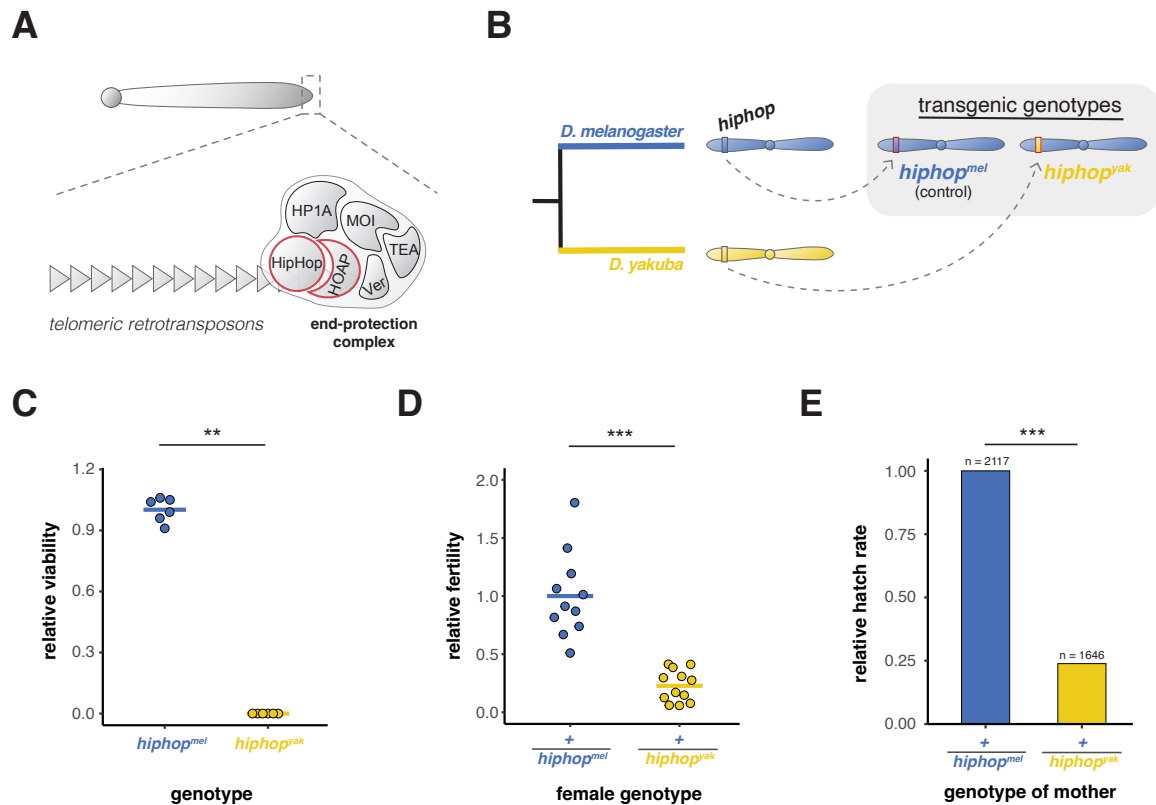 A
HP1A
MOI
TEA
HipHop
HOAP
Ver
telomeric retrotransposons
end-protection
complex
B
D. melanogaster
hiphop
transgenic genotypes
hiphopmel
(control)
hiphopyak
D. yakuba
C
**
relative viability
1.2
0.9
0.6
0.3
0.0
hiphopmel
hiphopyak
genotype
D
***
relative fertility
2.0
1.5
1.0
0.5
0.0
+
hiphopmel
+
hiphopyak
female genotype
E
***
relative hatch rate
1.00
0.75
0.50
0.25
0.00
n = 2117
n = 1646
+
hiphopmel
+
hiphopyak
genotype of mother